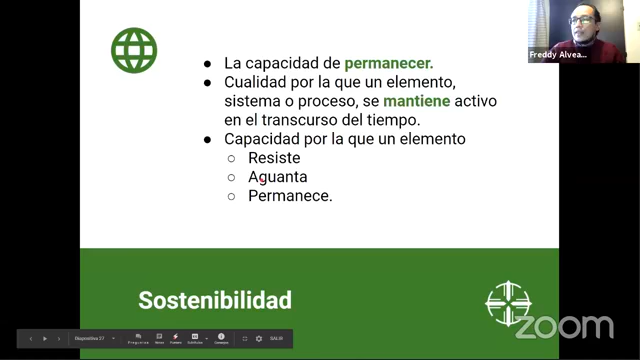 ● La capacidad de permanecer.
● Cualidad por la que un elemento,
sistema o proceso, se mantiene activo
en el transcurso del tiempo.
● Capacidad por la que un elemento
○ Resiste
○ Aguanta
○ Permanece.
Sostenibilidad
Freddy Alvea...
zoom
Diapositiva 27
Preguntas
Notas
Puntero
Subtítulos
Consejos
SALIR